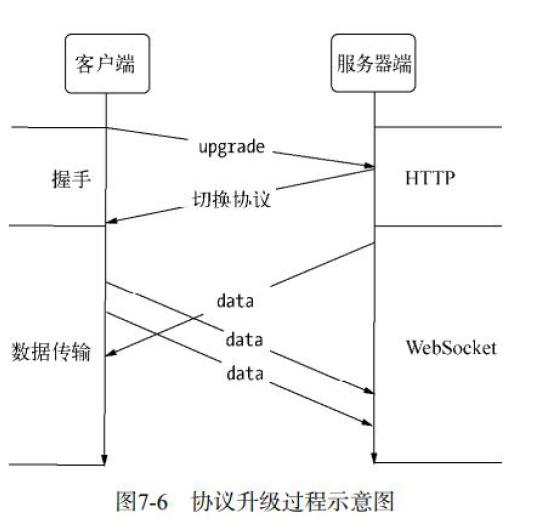 客户端
服务器端
upgrade
握手
HTTP
切换协议
data
data
数据传输
WebSocket
data
图7-6 协议升级过程示意图